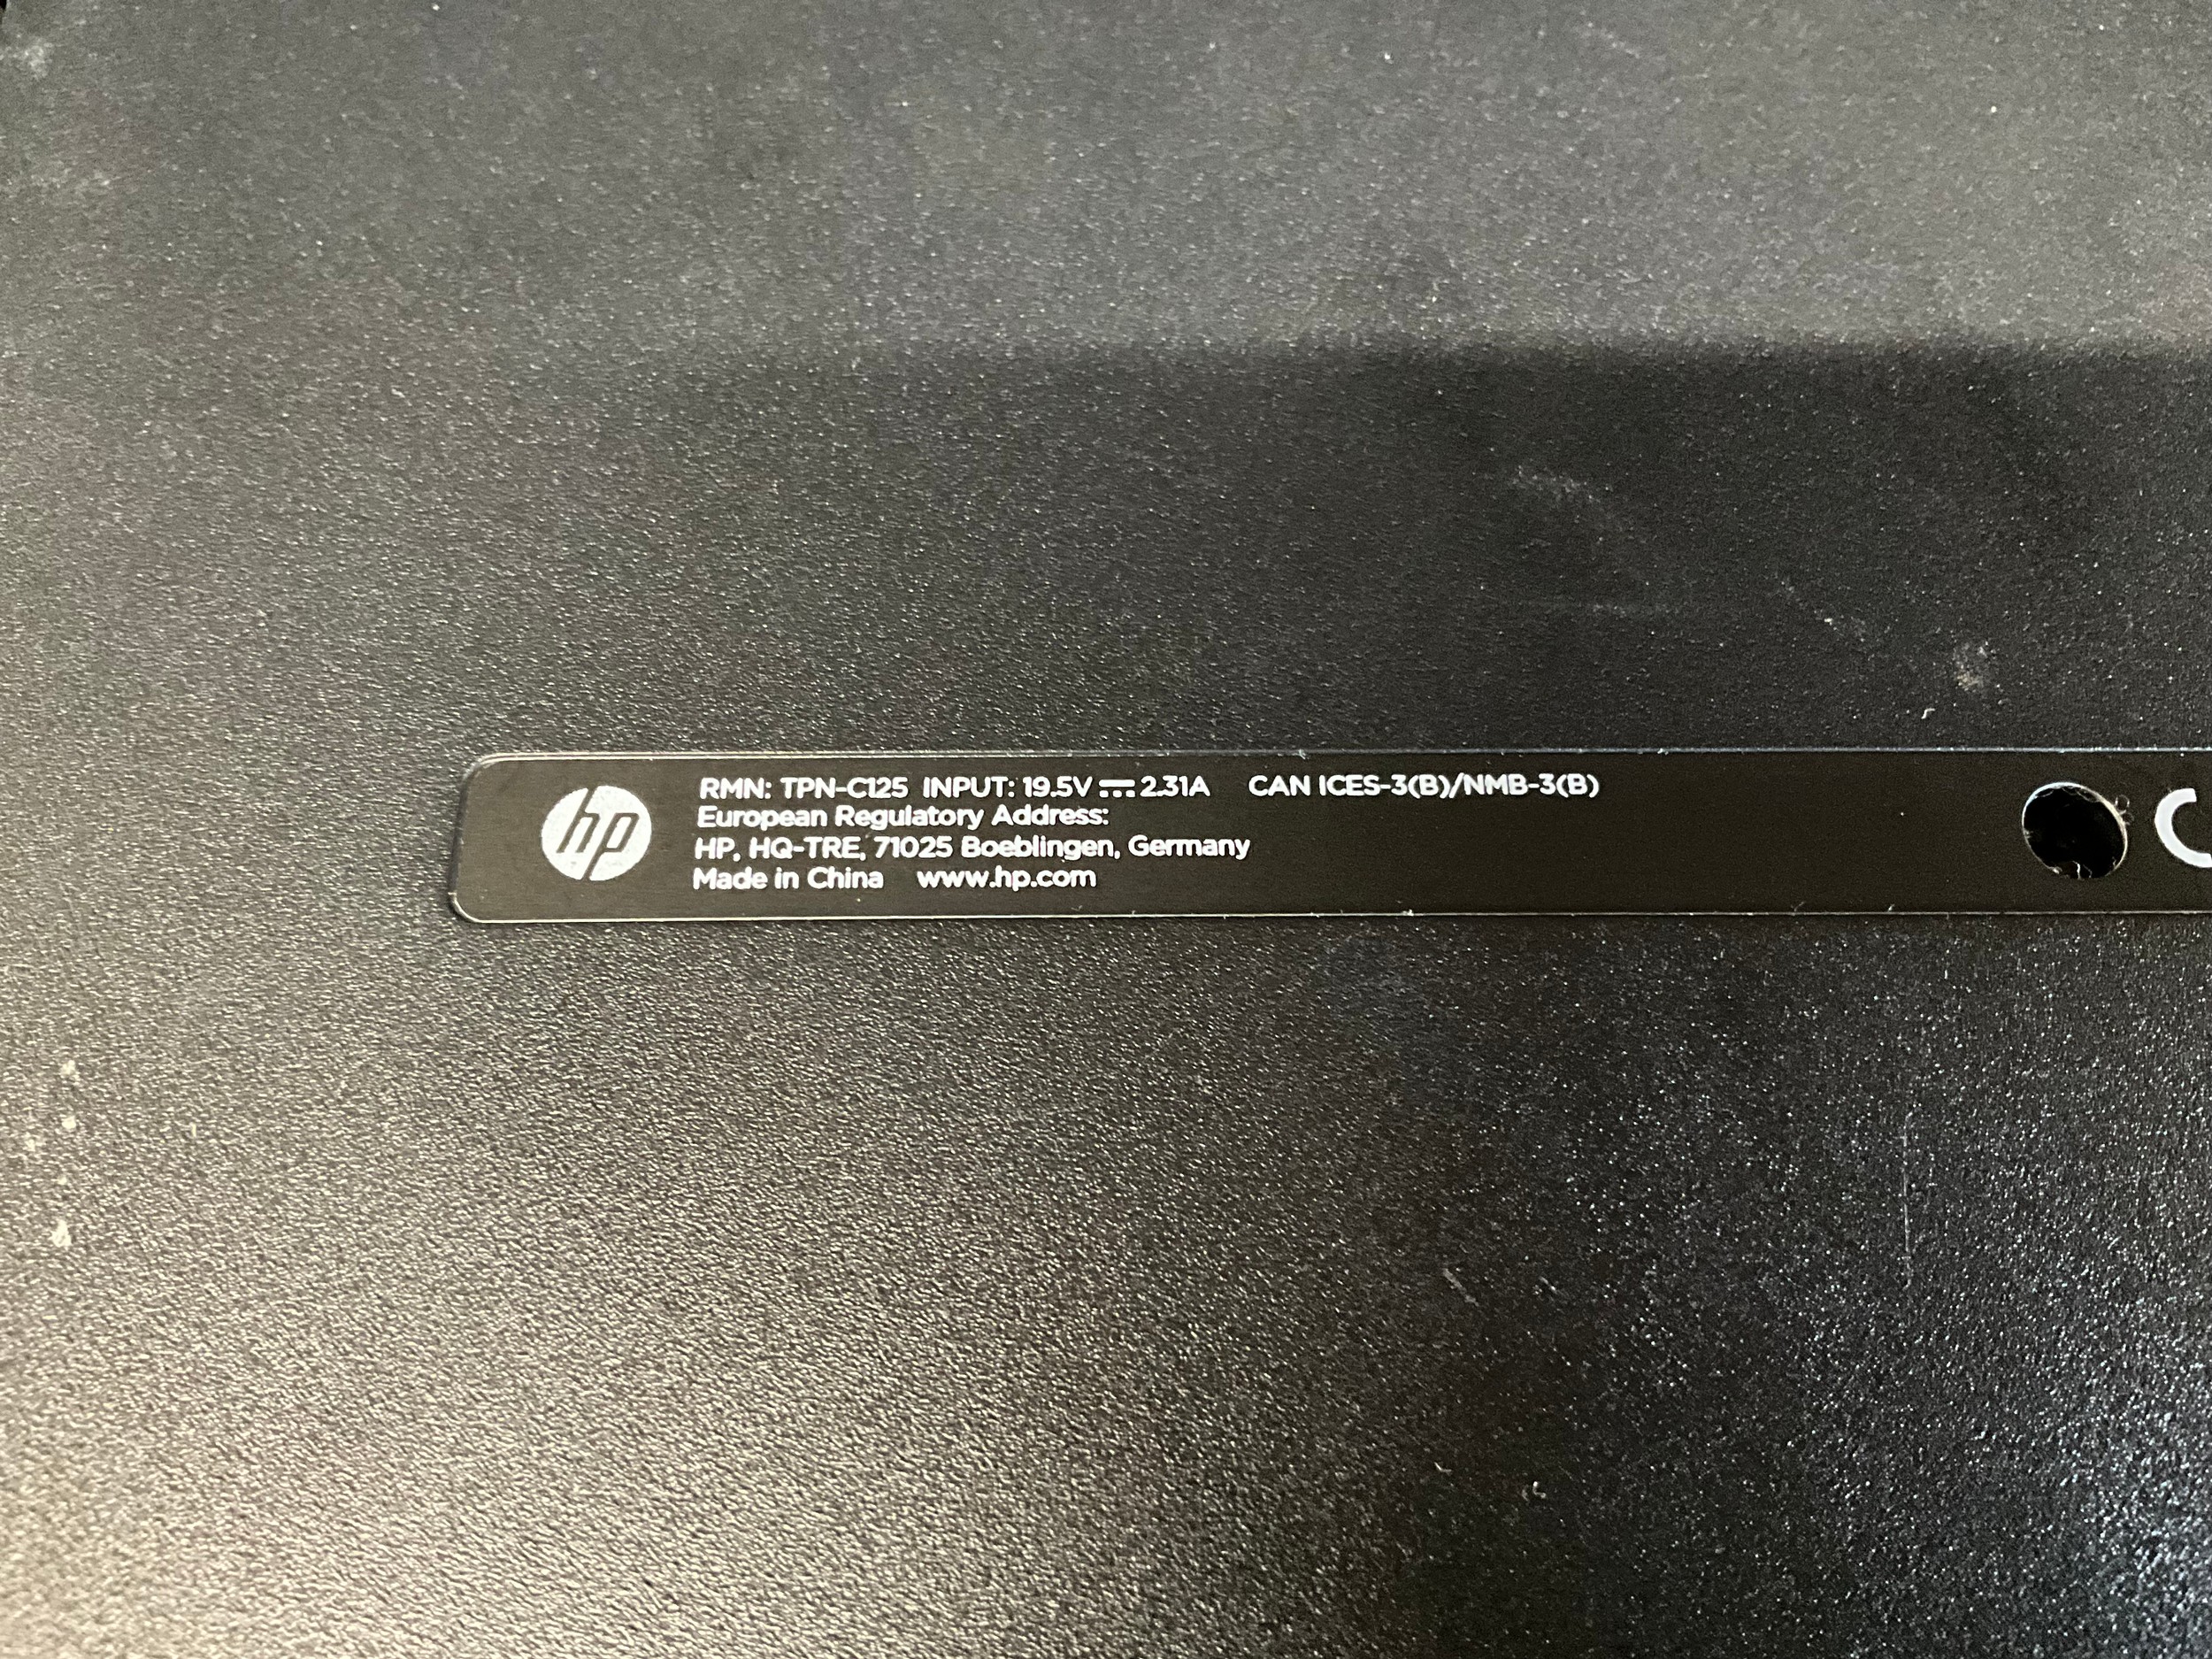 hp
RMN: TPN-C125 INPUT: 19.5V ⎓ 2.31A CAN ICES-3(B)/NMB-3(B)
European Regulatory Address:
HP, HQ-TRE, 71025 Boeblingen, Germany
Made in China www.hp.com